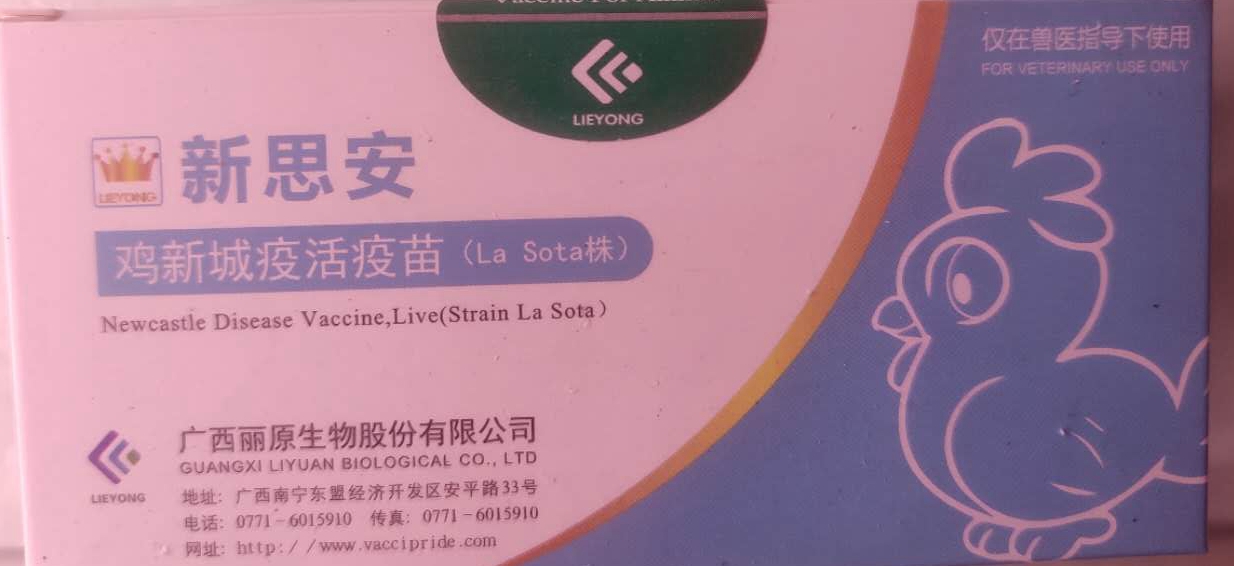 Vaccine For Anim
LIEYONG
仅在兽医指导下使用
FOR VETERINARY USE ONLY
LIEYONG
新思安
鸡新城疫活疫苗（La Sota株）
Newcastle Disease Vaccine,Live(Strain La Sota）
LIEYONG
广西丽原生物股份有限公司
GUANGXI LIYUAN BIOLOGICAL CO., LTD
地址：广西南宁东盟经济开发区安平路33号
电话：0771-6015910 传真：0771-6015910
网址：http://www.vaccipride.com